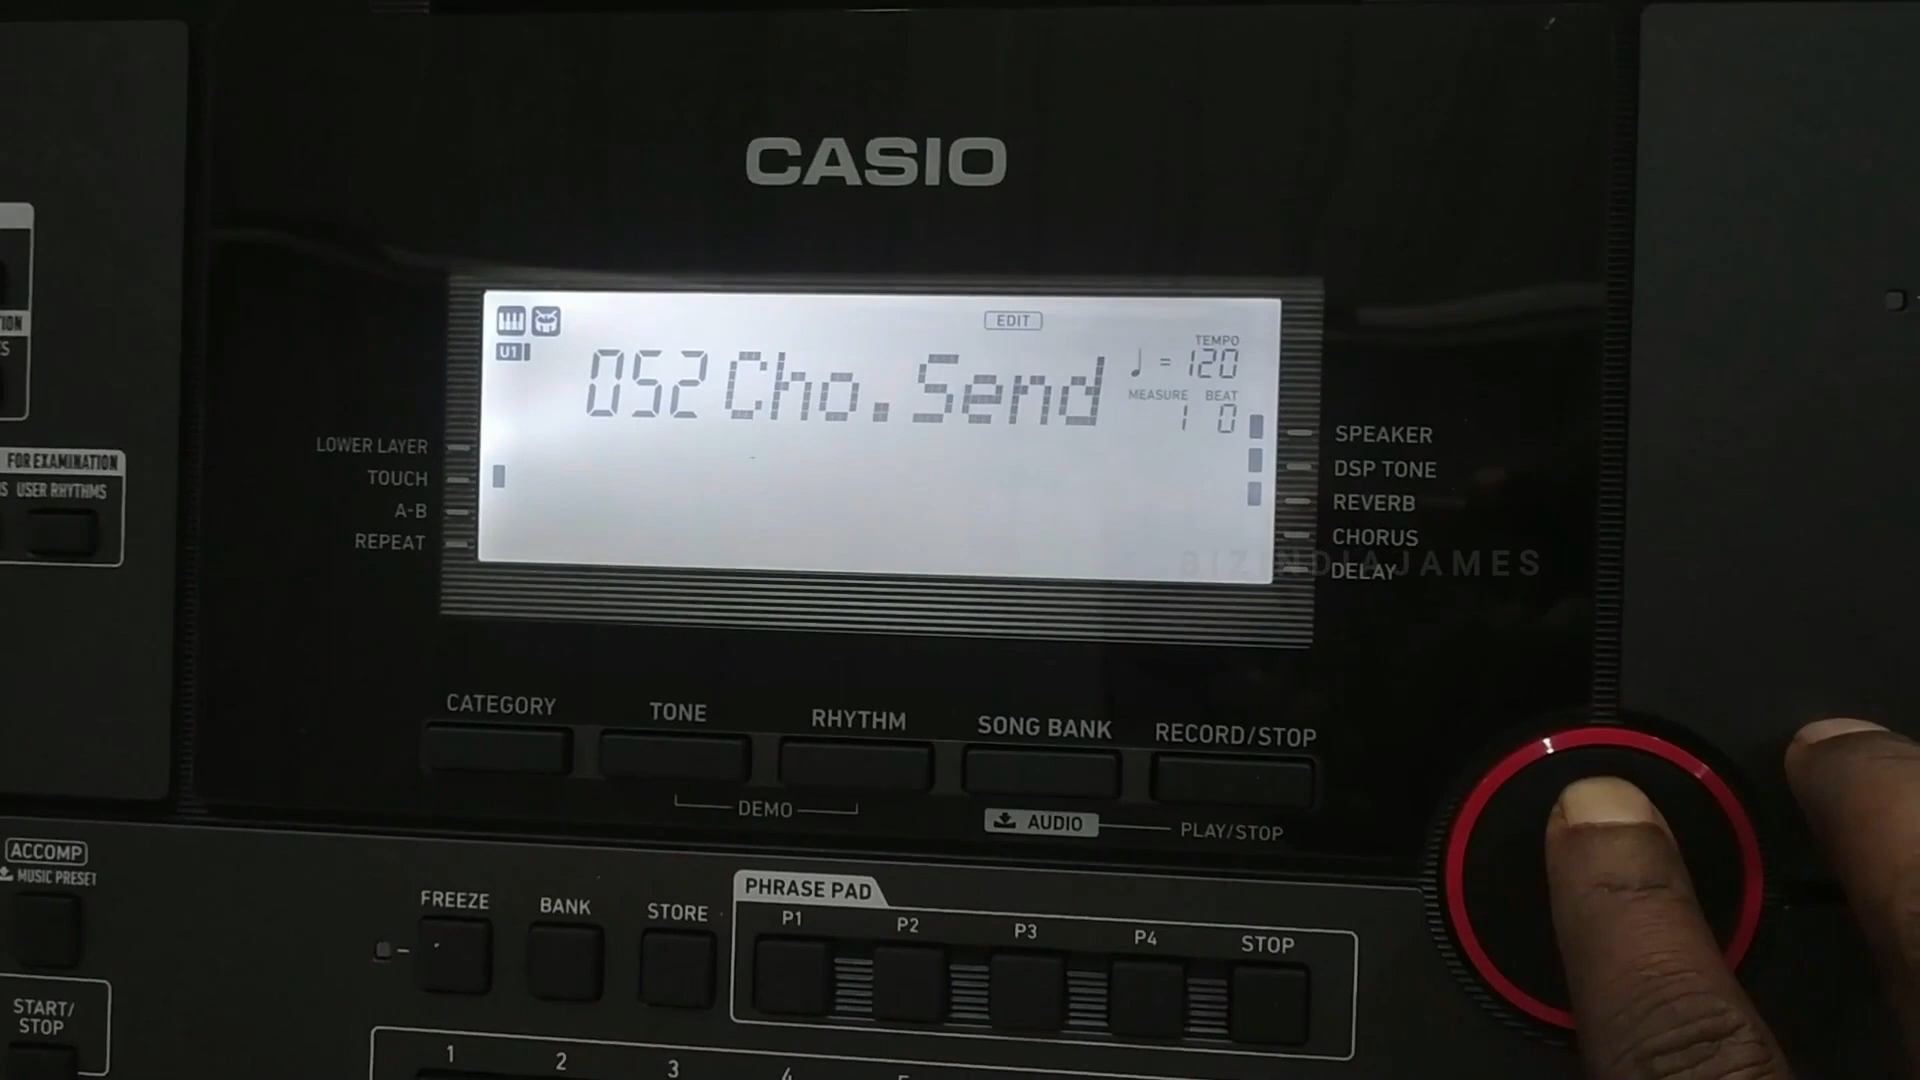 CASIO
EDIT
U1
052 Cho.Send
TEMPO
= 120
MEASURE BEAT
1 0
LOWER LAYER
TOUCH
A-B
REPEAT
SPEAKER
DSP TONE
REVERB
CHORUS
DELAY
BIZINDIAJAMES
FOR EXAMINATION
USER RHYTHMS
CATEGORY
TONE
RHYTHM
SONG BANK
RECORD/STOP
DEMO
AUDIO
PLAY/STOP
ACCOMP
MUSIC PRESET
FREEZE
BANK
STORE
PHRASE PAD
P1
P2
P3
P4
STOP
START/
STOP
1
2
3
4